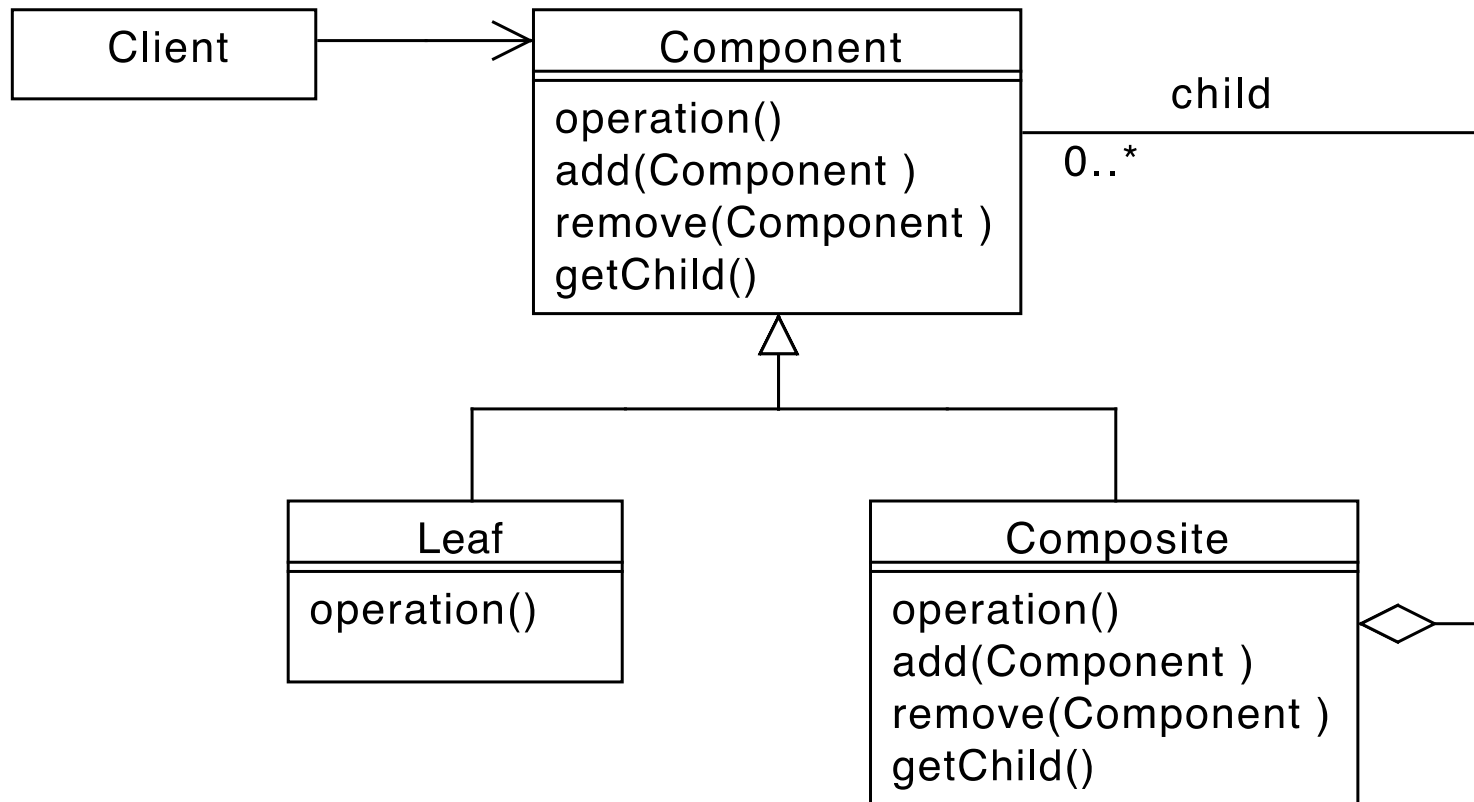 Client
Component
operation()
add(Component )
remove(Component )
getChild()
child
0..*
Leaf
operation()
Composite
operation()
add(Component )
remove(Component )
getChild()